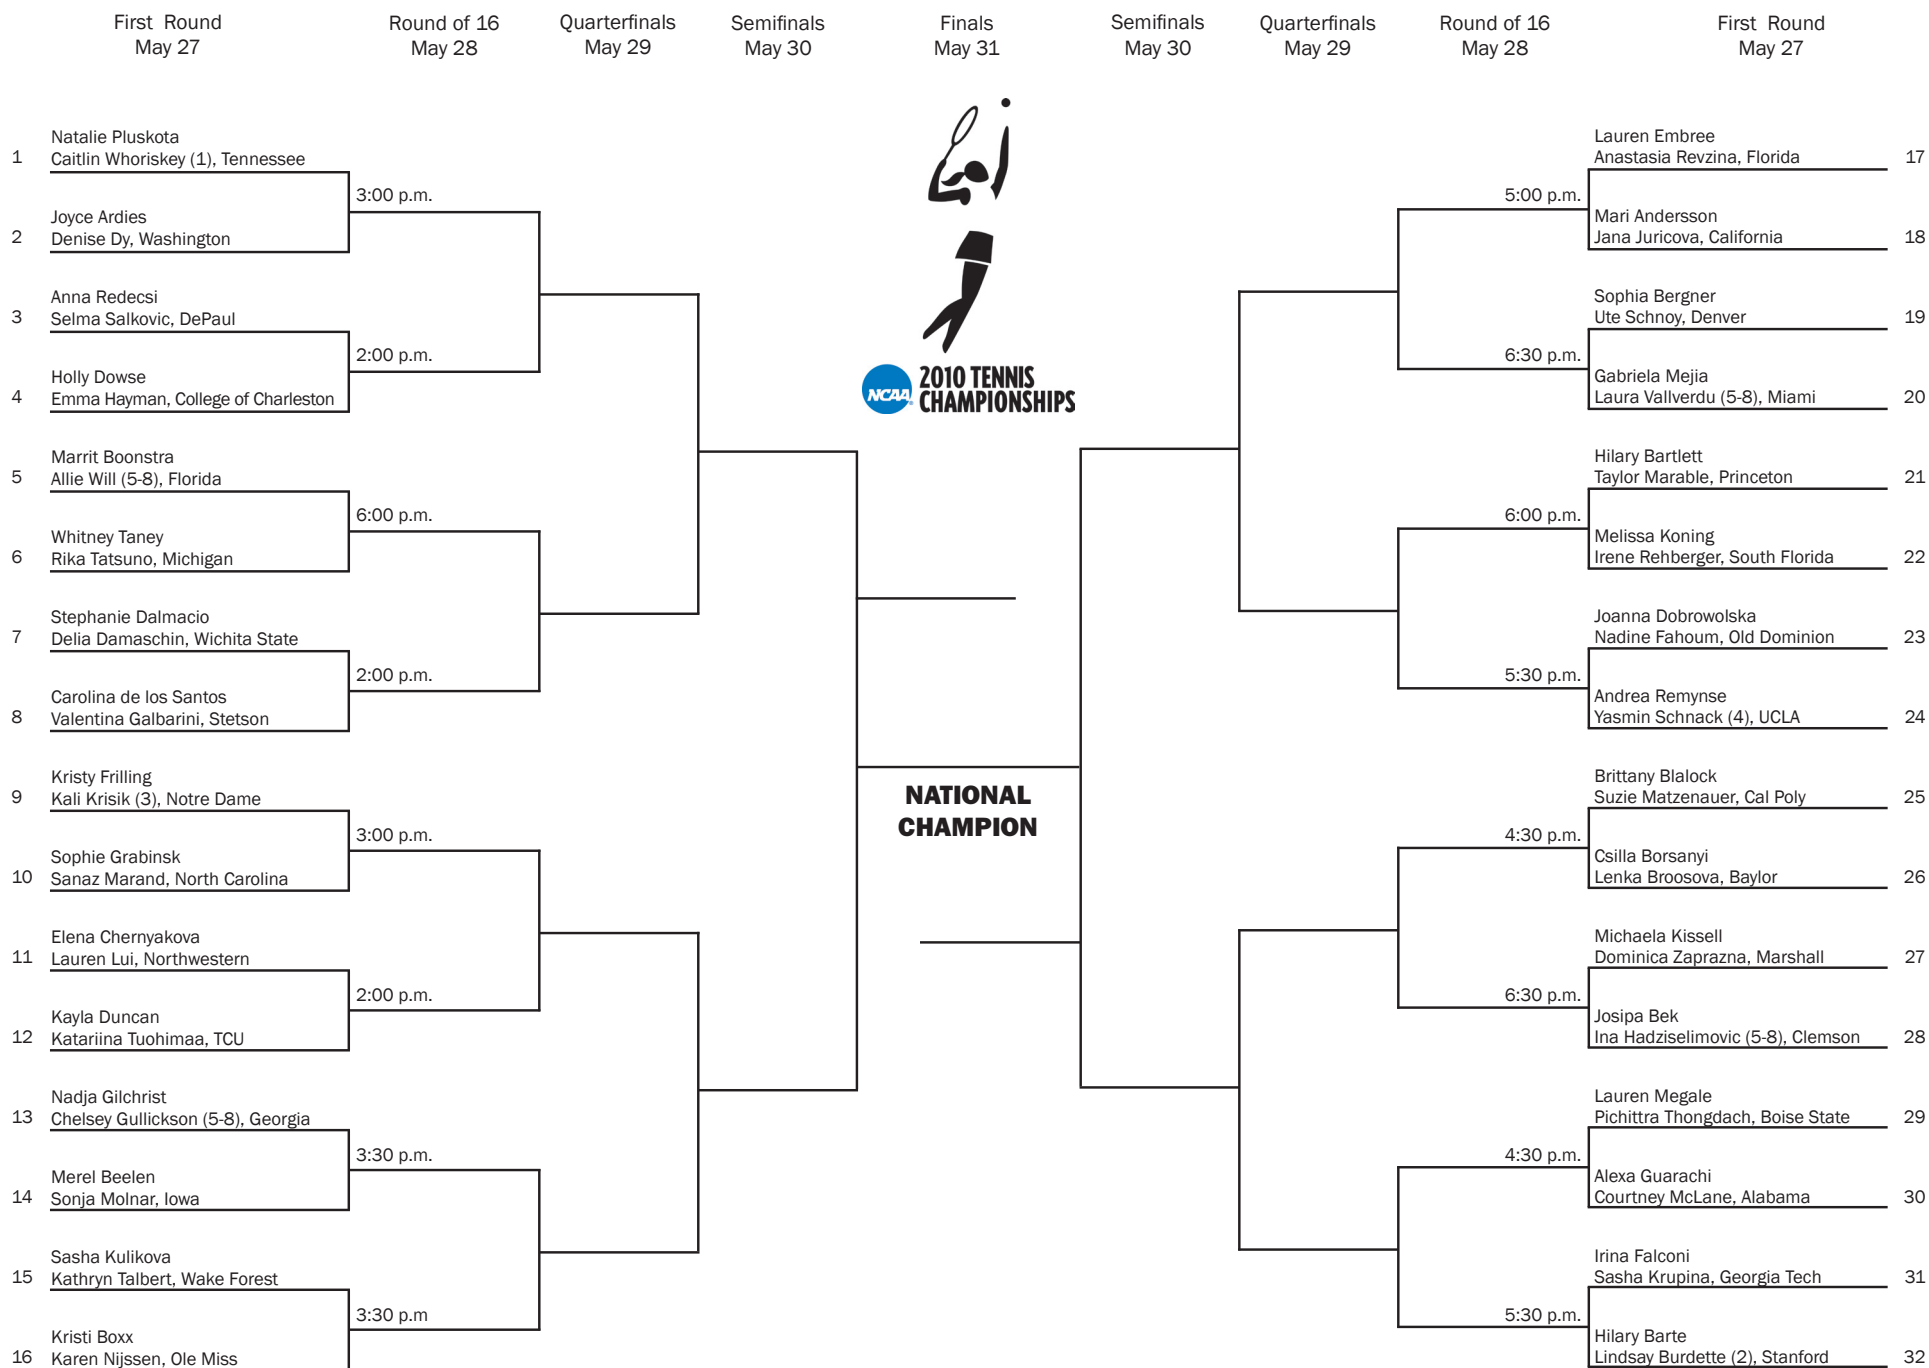 First Round
May 27
Round of 16
May 28
Quarterfinals
May 29
Semifinals
May 30
Finals
May 31
Semifinals
May 30
Quarterfinals
May 29
Round of 16
May 28
First Round
May 27
Natalie Pluskota
1 Caitlin Whoriskey (1), Tennessee
3:00 p.m.
Joyce Ardies
2 Denise Dy, Washington
Anna Redecsi
3 Selma Salkovic, DePaul
2:00 p.m.
Holly Dowse
4 Emma Hayman, College of Charleston
Marrit Boonstra
5 Allie Will (5-8), Florida
6:00 p.m.
Whitney Taney
6 Rika Tatsuno, Michigan
Stephanie Dalmacio
7 Delia Damaschin, Wichita State
2:00 p.m.
Carolina de los Santos
8 Valentina Galbarini, Stetson
Kristy Frilling
9 Kali Krisik (3), Notre Dame
3:00 p.m.
Sophie Grabinsk
10 Sanaz Marand, North Carolina
Elena Chernyakova
11 Lauren Lui, Northwestern
2:00 p.m.
Kayla Duncan
12 Katariina Tuohimaa, TCU
Nadja Gilchrist
13 Chelsey Gullickson (5-8), Georgia
3:30 p.m.
Merel Beelen
14 Sonja Molnar, Iowa
Sasha Kulikova
15 Kathryn Talbert, Wake Forest
3:30 p.m
Kristi Boxx
16 Karen Nijssen, Ole Miss
NCAA
2010 TENNIS
CHAMPIONSHIPS
NATIONAL
CHAMPION
Lauren Embree
Anastasia Revzina, Florida 17
5:00 p.m.
Mari Andersson
Jana Juricova, California 18
Sophia Bergner
Ute Schnoy, Denver 19
6:30 p.m.
Gabriela Mejia
Laura Vallverdu (5-8), Miami 20
Hilary Bartlett
Taylor Marable, Princeton 21
6:00 p.m.
Melissa Koning
Irene Rehberger, South Florida 22
Joanna Dobrowolska
Nadine Fahoum, Old Dominion 23
5:30 p.m.
Andrea Remynse
Yasmin Schnack (4), UCLA 24
Brittany Blalock
Suzie Matzenauer, Cal Poly 25
4:30 p.m.
Csilla Borsanyi
Lenka Broosova, Baylor 26
Michaela Kissell
Dominica Zaprazna, Marshall 27
6:30 p.m.
Josipa Bek
Ina Hadziselimovic (5-8), Clemson 28
Lauren Megale
Pichittra Thongdach, Boise State 29
4:30 p.m.
Alexa Guarachi
Courtney McLane, Alabama 30
Irina Falconi
Sasha Krupina, Georgia Tech 31
5:30 p.m.
Hilary Barte
Lindsay Burdette (2), Stanford 32